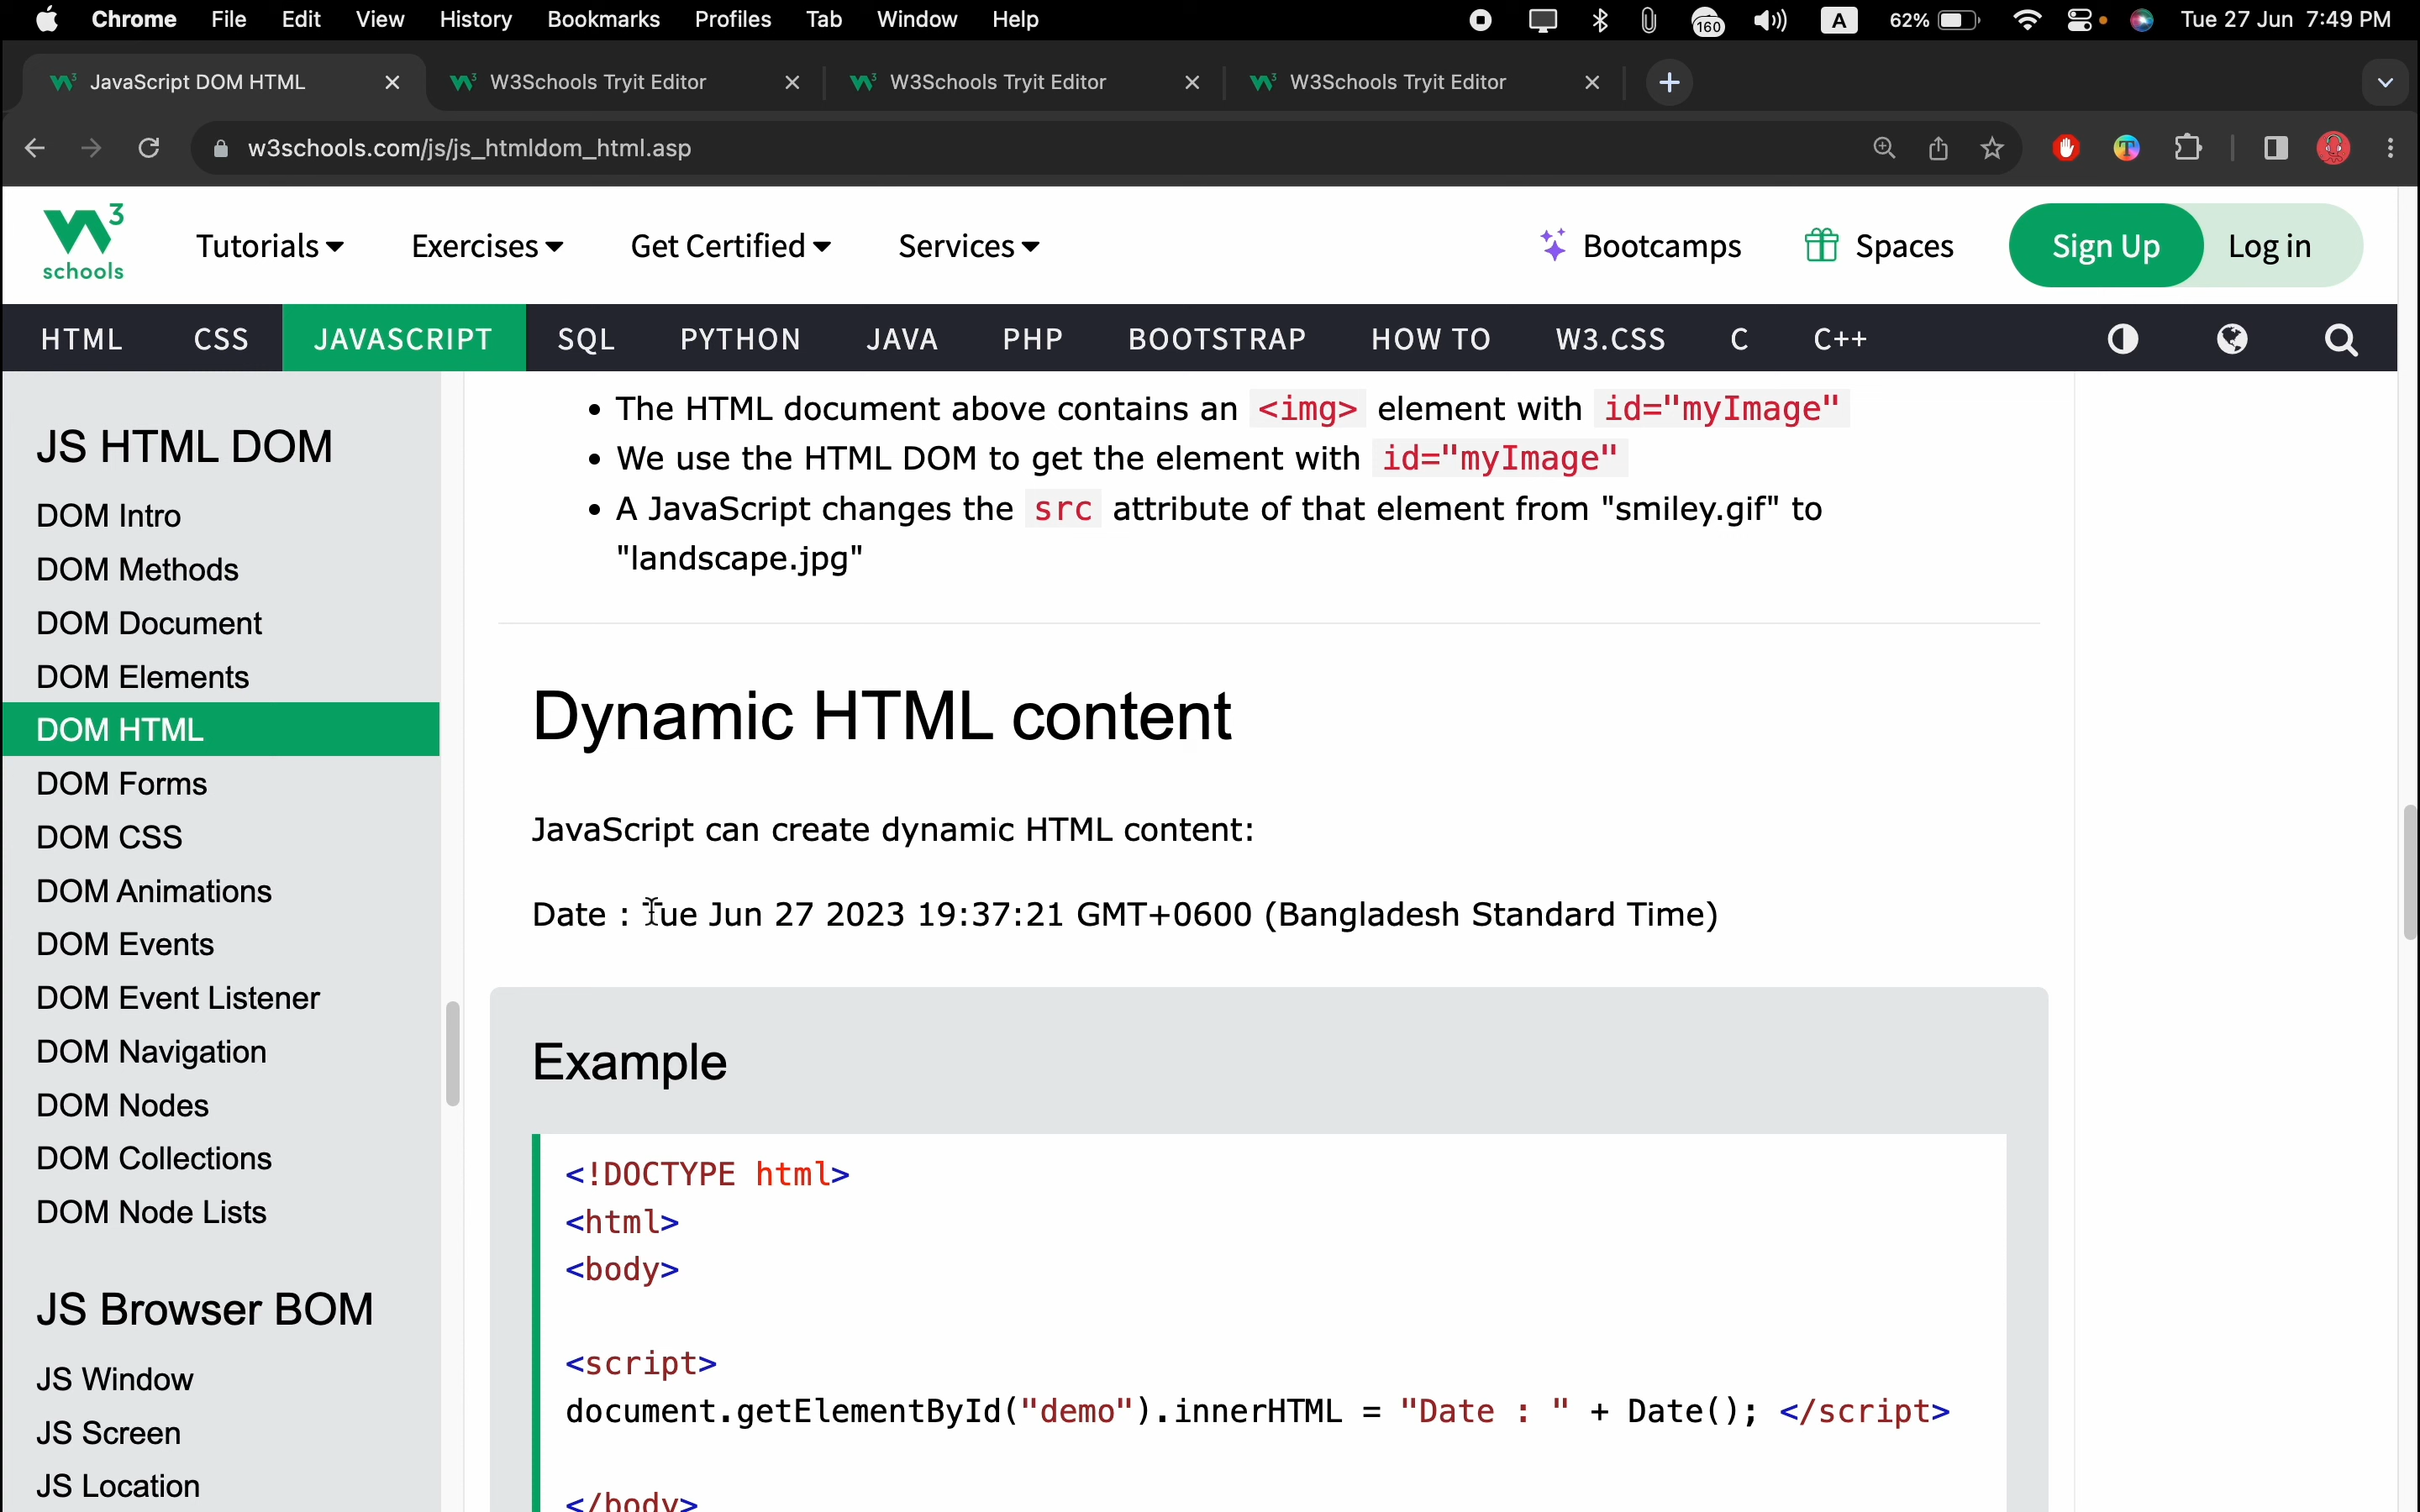 Chrome File Edit View History Bookmarks Profiles Tab Window Help 160 A 62% Tue 27 Jun 7:49 PM
JavaScript DOM HTML W3Schools Tryit Editor W3Schools Tryit Editor W3Schools Tryit Editor
w3schools.com/js/js_htmldom_html.asp
W3 schools Tutorials Exercises Get Certified Services Bootcamps Spaces Sign Up Log in
HTML CSS JAVASCRIPT SQL PYTHON JAVA PHP BOOTSTRAP HOW TO W3.CSS C C++
JS HTML DOM
DOM Intro
DOM Methods
DOM Document
DOM Elements
DOM HTML
DOM Forms
DOM CSS
DOM Animations
DOM Events
DOM Event Listener
DOM Navigation
DOM Nodes
DOM Collections
DOM Node Lists
JS Browser BOM
JS Window
JS Screen
JS Location
• The HTML document above contains an <img> element with id="myImage"
• We use the HTML DOM to get the element with id="myImage"
• A JavaScript changes the src attribute of that element from "smiley.gif" to
"landscape.jpg"
Dynamic HTML content
JavaScript can create dynamic HTML content:
Date : Tue Jun 27 2023 19:37:21 GMT+0600 (Bangladesh Standard Time)
Example
<!DOCTYPE html>
<html>
<body>
<script>
document.getElementById("demo").innerHTML = "Date : " + Date(); </script>
</body>